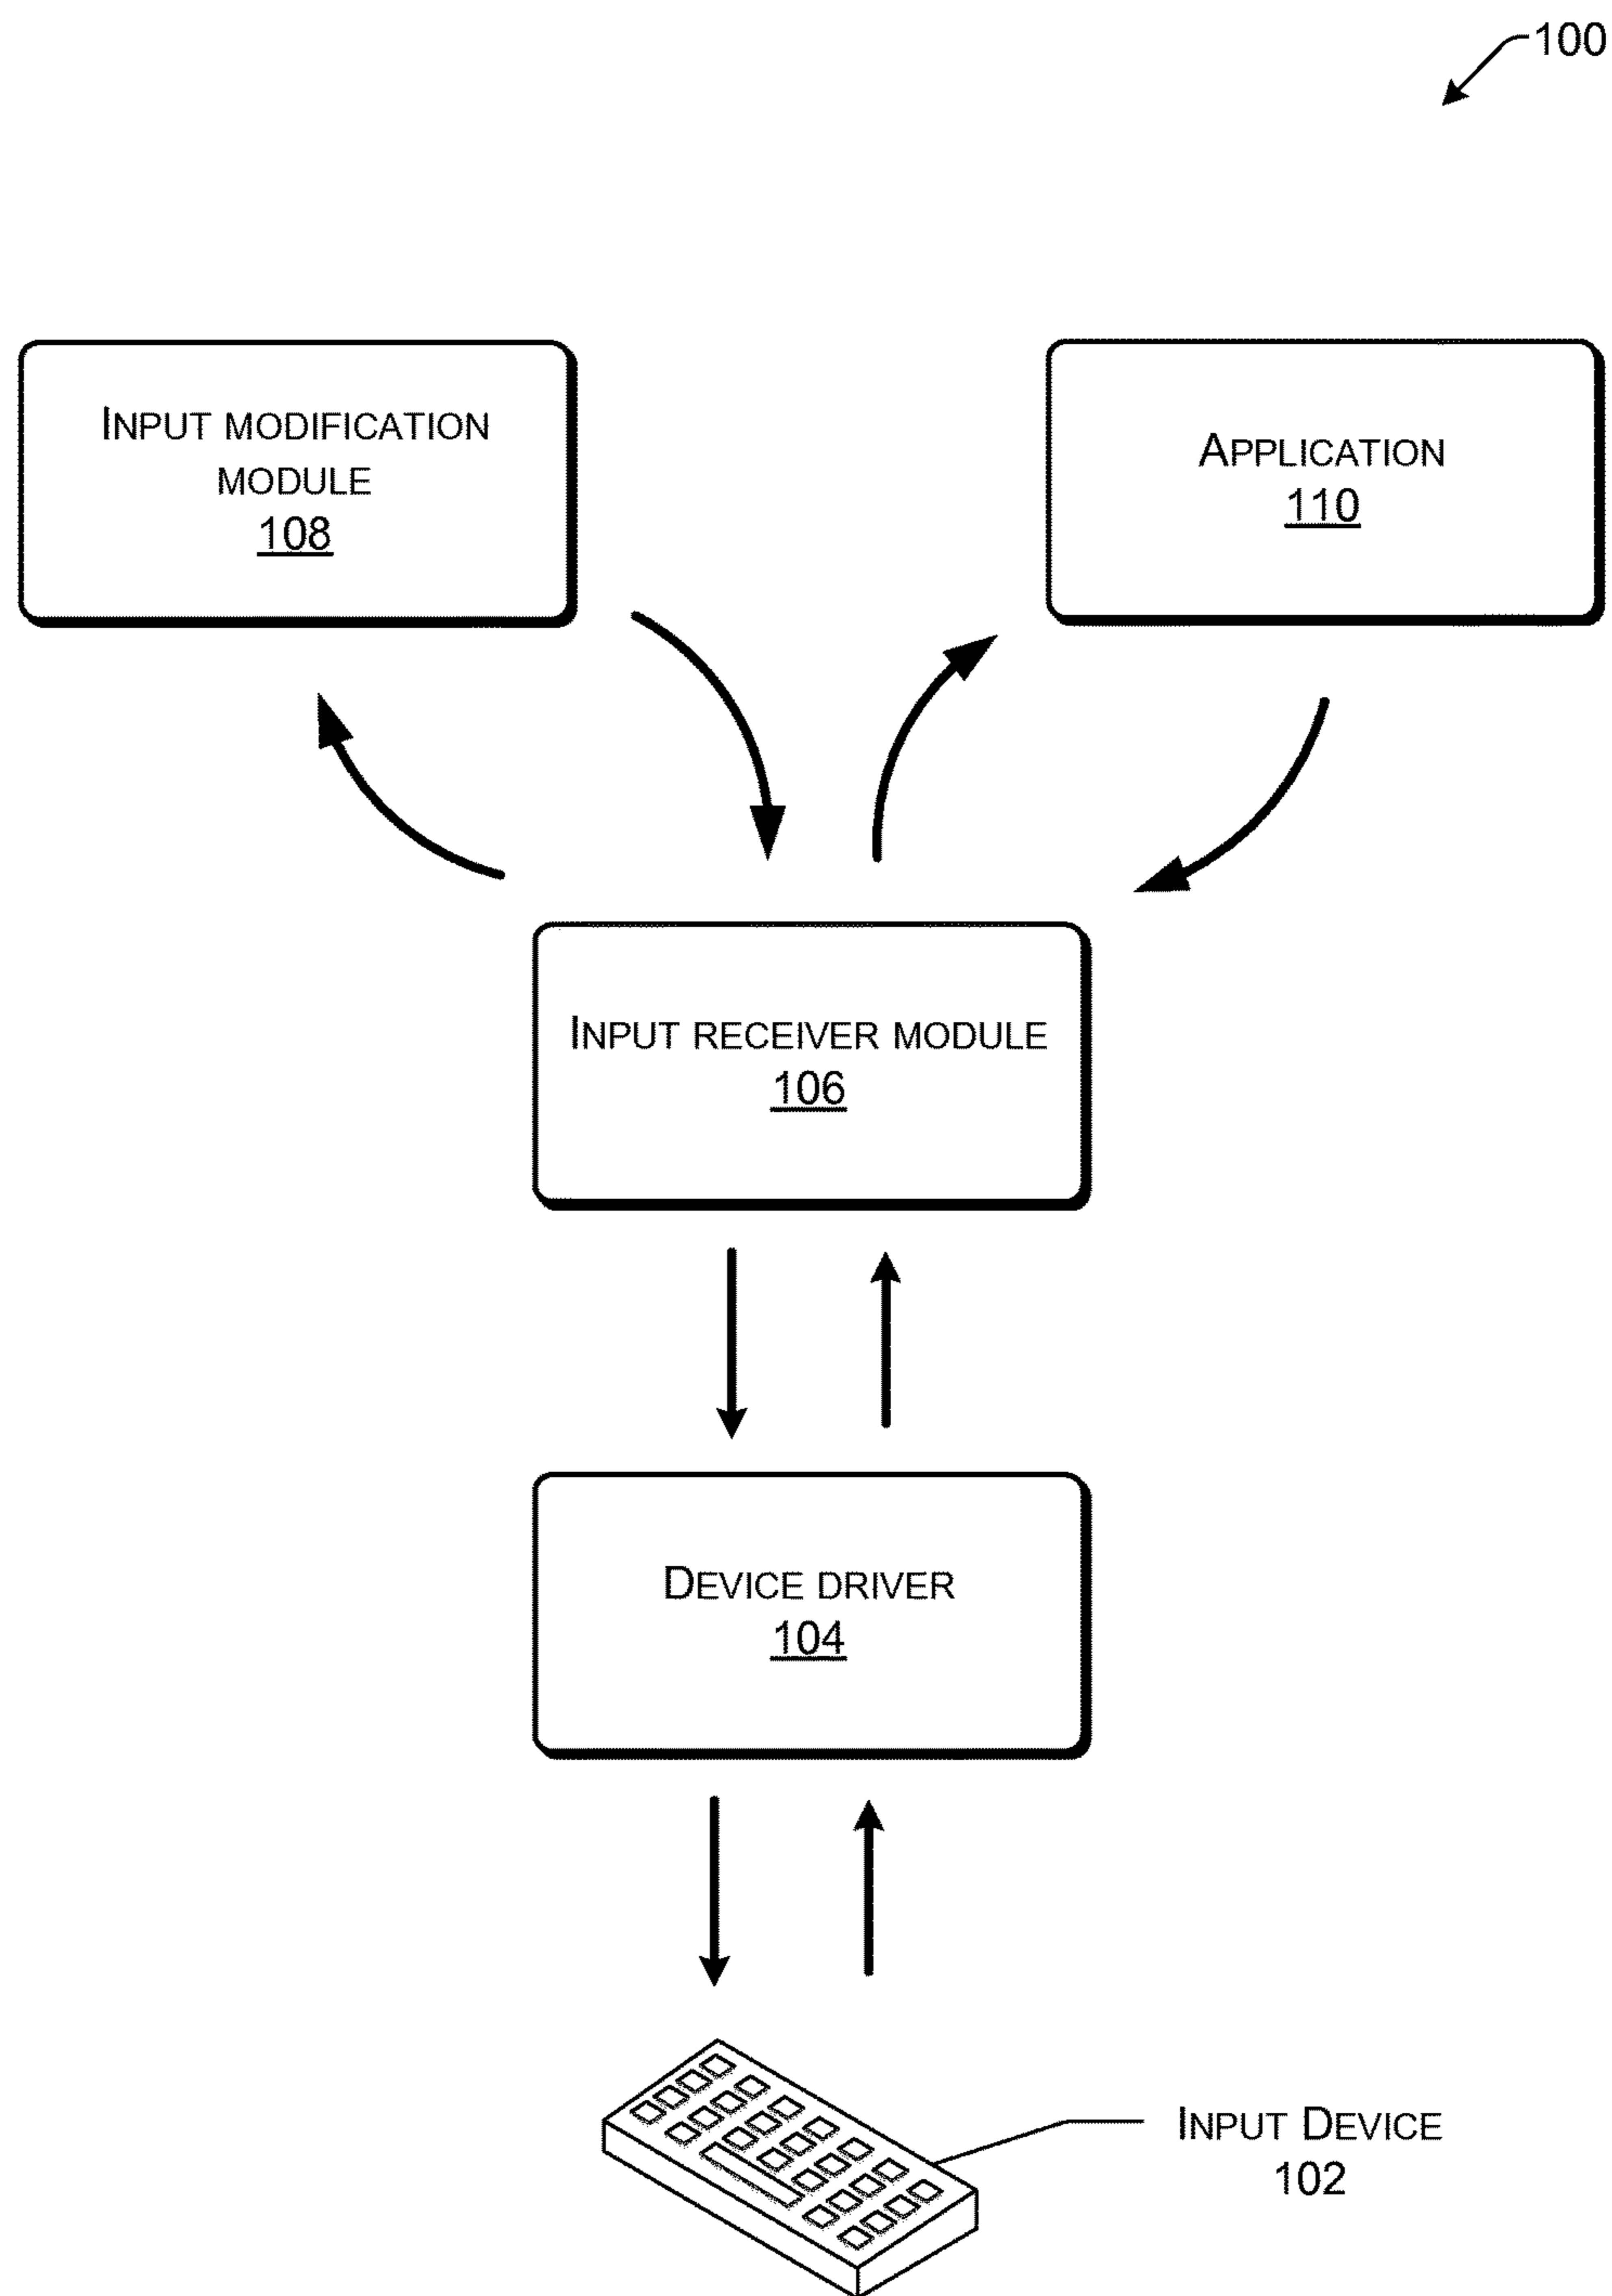 100
INPUT MODIFICATION
MODULE
108
APPLICATION
110
INPUT RECEIVER MODULE
106
DEVICE DRIVER
104
INPUT DEVICE
102